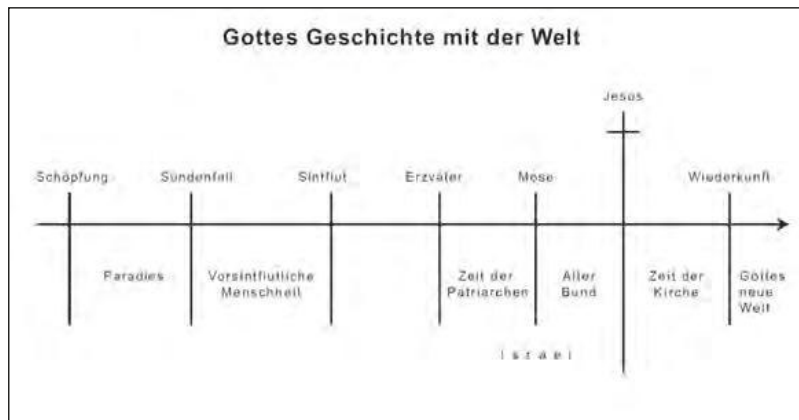 Gottes Geschichte mit der Welt
Jesus
Schöpfung Sündenfall Sintflut Erzväter Mose Wiederkunft
Paradies Vorsintflutliche Zeit der Alter Zeit der Gottes
Menschheit Patriarchen Bund Kirche neue
Welt
Israel